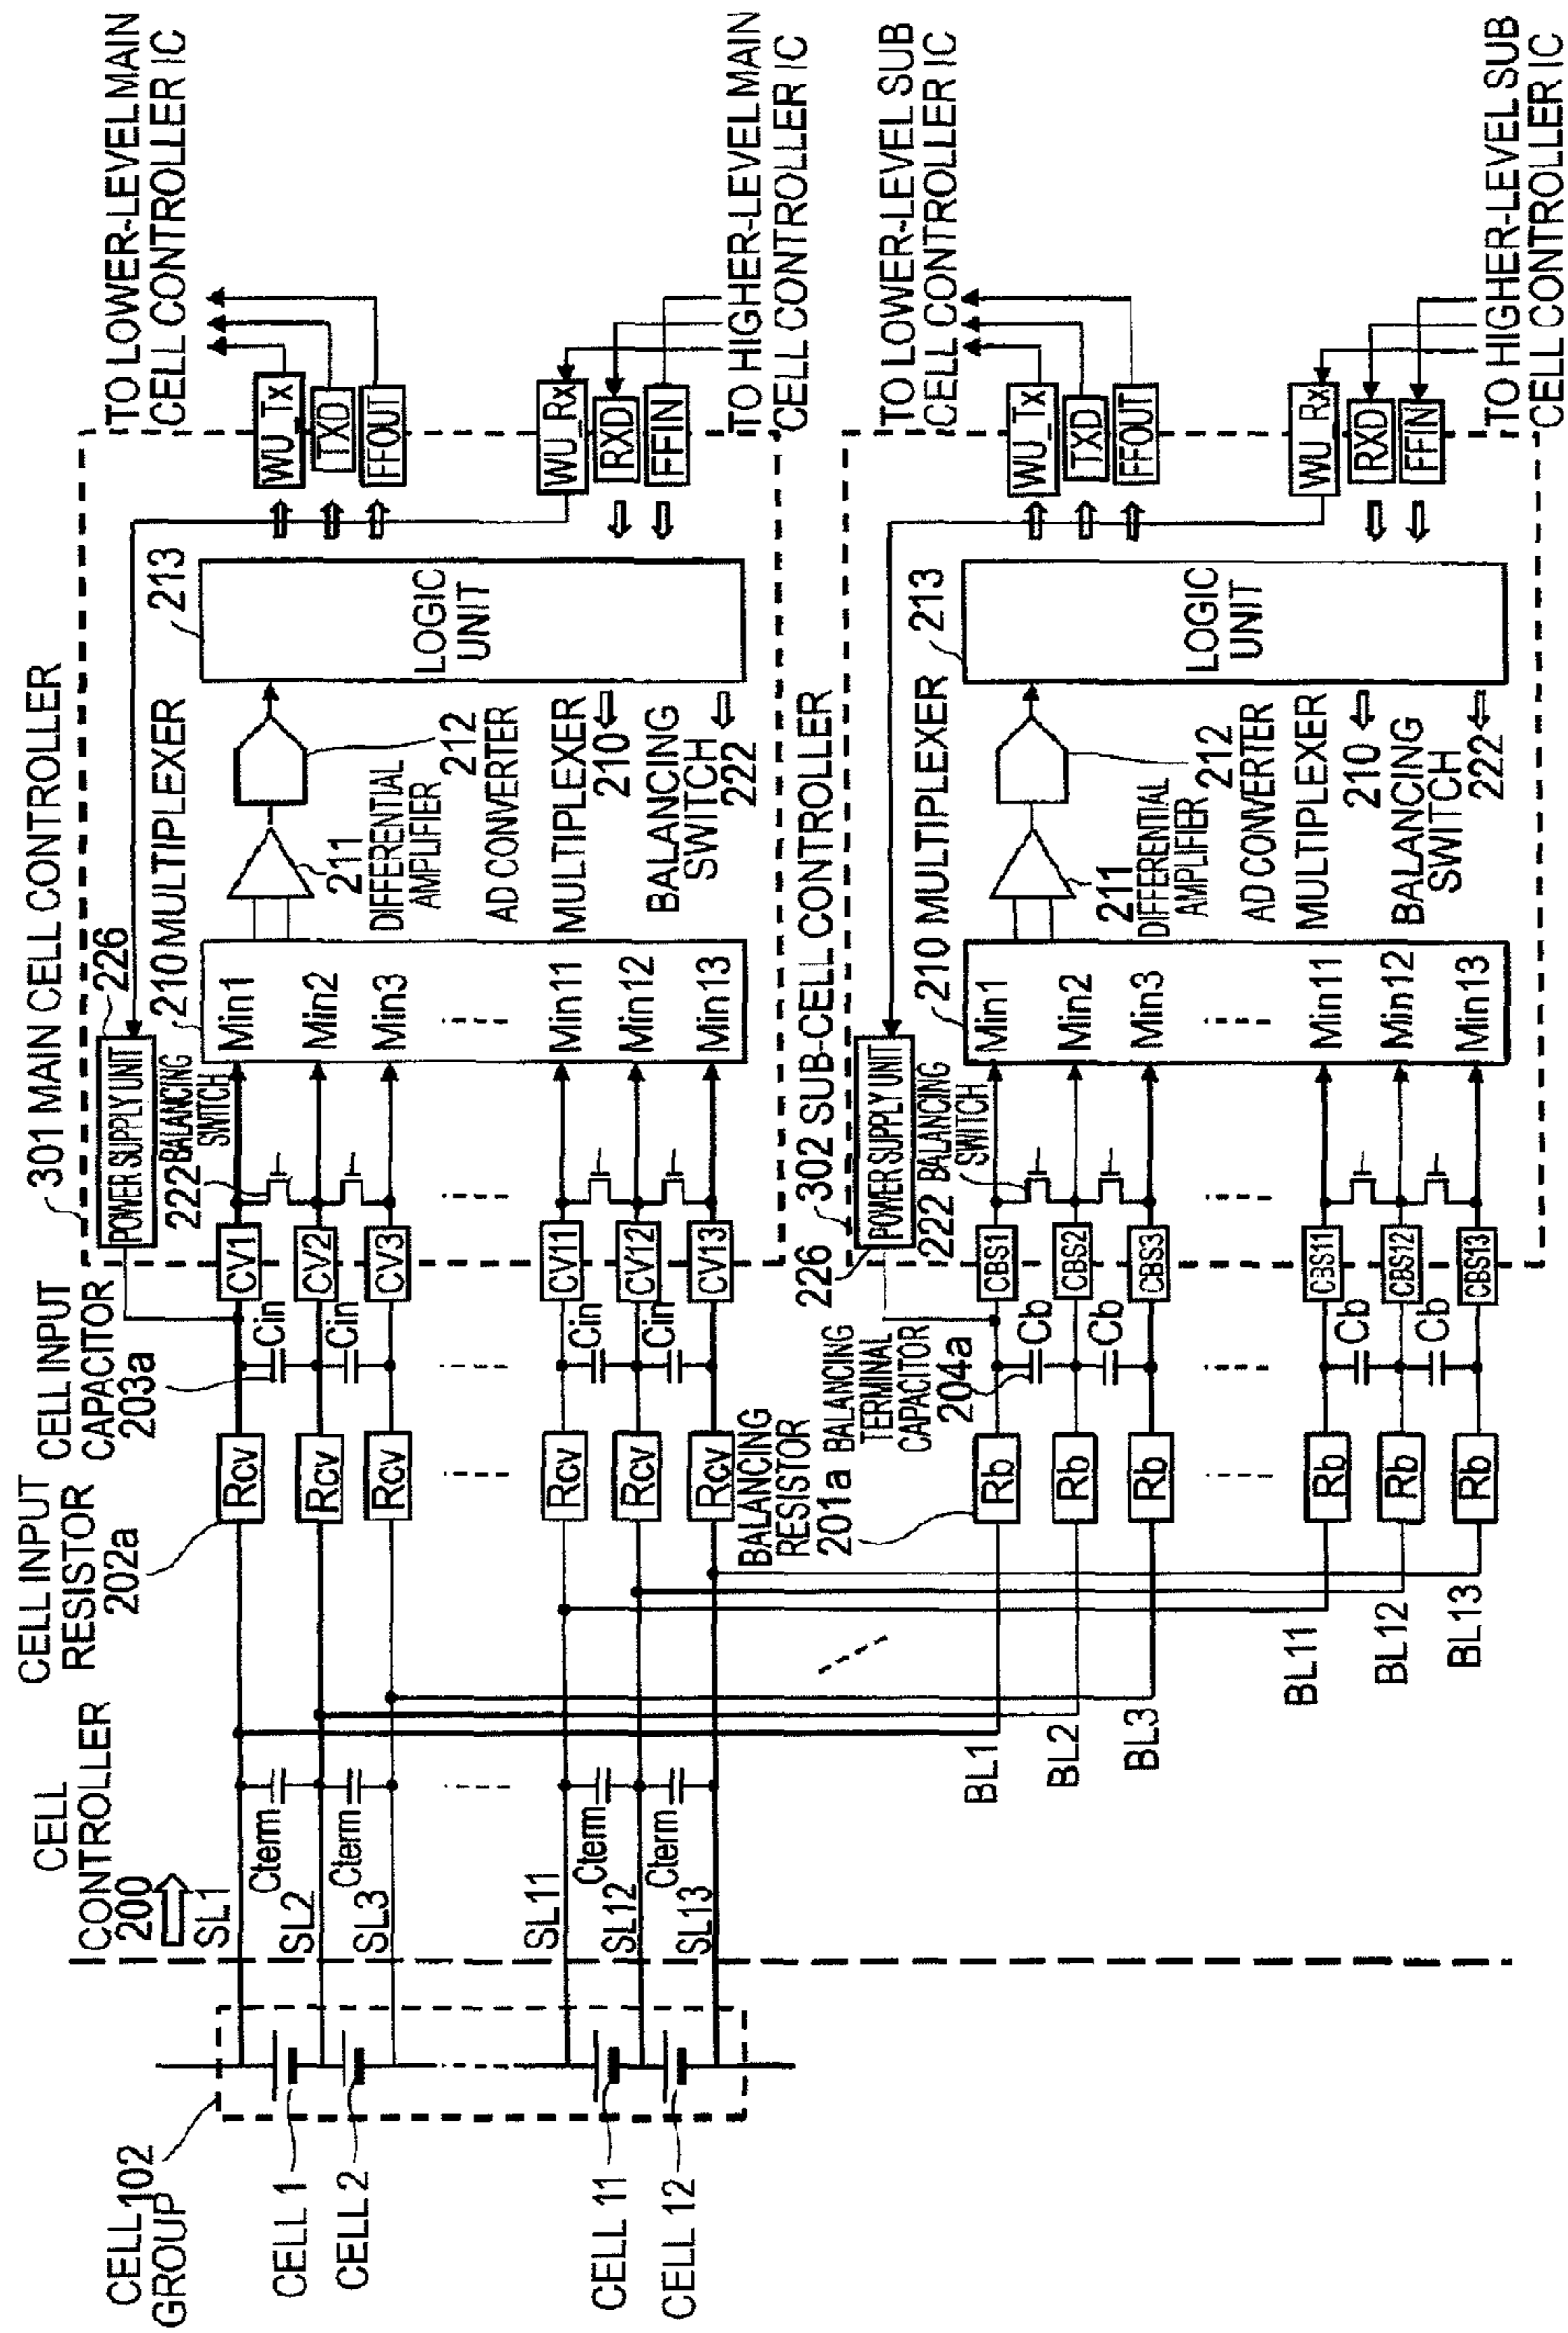 TO LOWER-LEVEL MAIN
CELL CONTROLLER IC
TO HIGHER-LEVEL MAIN
CELL CONTROLLER IC
TO LOWER-LEVEL SUB
CELL CONTROLLER IC
TO HIGHER-LEVEL SUB
CELL CONTROLLER IC
WU_Tx
TXD
FFOUT
WU_Rx
RXD
FFIN
WU_Tx
TXD
FFOUT
WU_Rx
RXD
FFIN
301 MAIN CELL CONTROLLER
226
POWER SUPPLY UNIT
222 BALANCING
SWITCH
210 MULTIPLEXER
Min1
Min2
Min3
Min11
Min12
Min13
211
DIFFERENTIAL
AMPLIFIER
212
AD CONVERTER
213
LOGIC
UNIT
MULTIPLEXER
210
BALANCING
SWITCH
222
CV1
CV2
CV3
CV11
CV12
CV13
226
302 SUB-CELL CONTROLLER
POWER SUPPLY UNIT
222 BALANCING
SWITCH
210 MULTIPLEXER
Min1
Min2
Min3
Min11
Min12
Min13
211
DIFFERENTIAL
AMPLIFIER
212
AD CONVERTER
213
LOGIC
UNIT
MULTIPLEXER
210
BALANCING
SWITCH
222
CBS1
CBS2
CBS3
CBS11
CBS12
CBS13
CELL INPUT
CAPACITOR
203a
Cin
Cin
Cin
Cin
CELL INPUT
RESISTOR
202a
Rcv
Rcv
Rcv
Rcv
Rcv
Rcv
BALANCING
TERMINAL
CAPACITOR
204a
Cb
Cb
Cb
Cb
BALANCING
RESISTOR
201a
Rb
Rb
Rb
Rb
Rb
Rb
BL1
BL2
BL3
BL11
BL12
BL13
CELL
CONTROLLER
200
SL1
Cterm
SL2
Cterm
SL3
SL11
Cterm
SL12
Cterm
SL13
CELL 102
GROUP
CELL 1
CELL 2
CELL 11
CELL 12